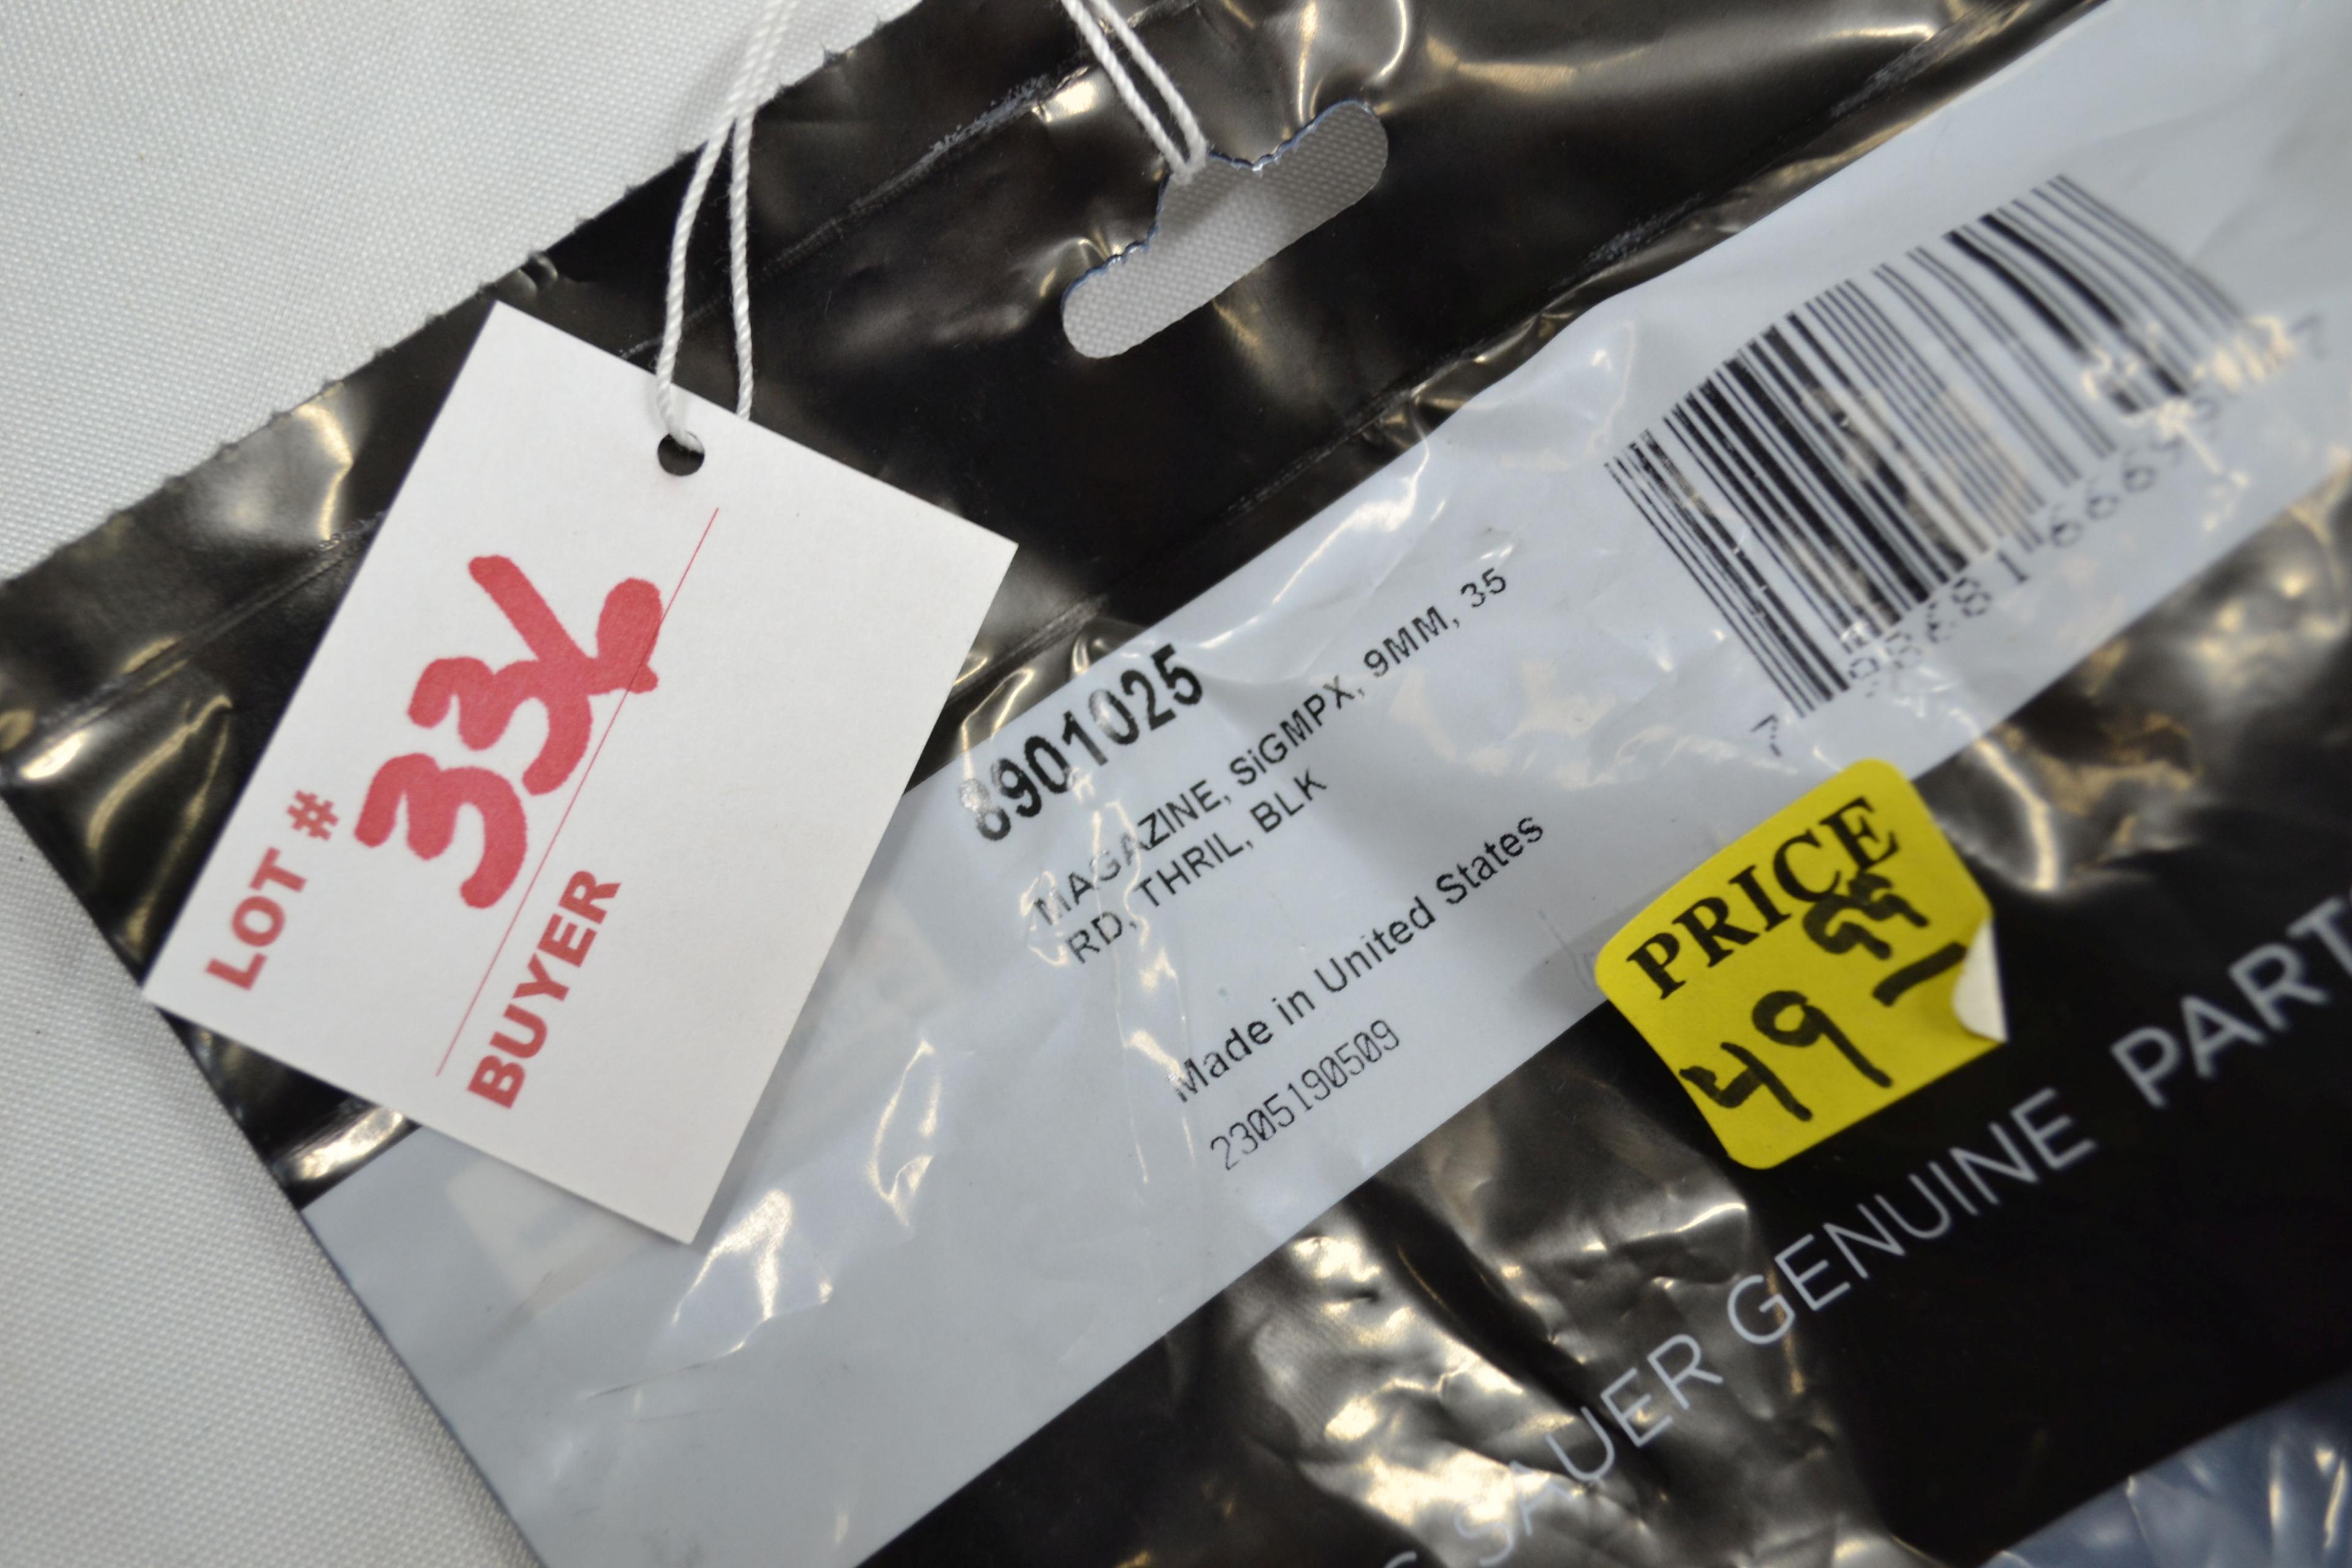 LOT # 336
BUYER
8901025
MAGAZINE, SiGMPX, 9MM, 35
RD, THRIL, BLK
Made in United States
2305190509
PRICE
49 99
SAUER GENUINE PART